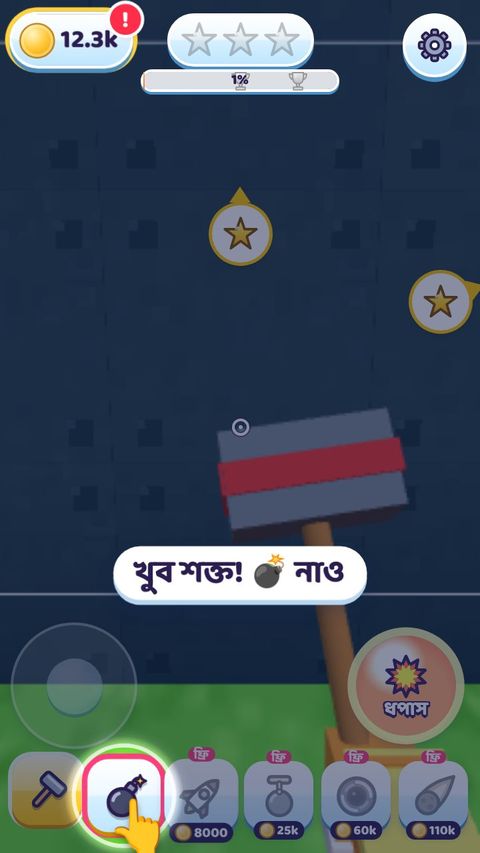 12.3k
!
1%
খুব শক্ত! 💣 নাও
ধপাস
ফ্রি
ফ্রি
ফ্রি
ফ্রি
8000
25k
60k
110k